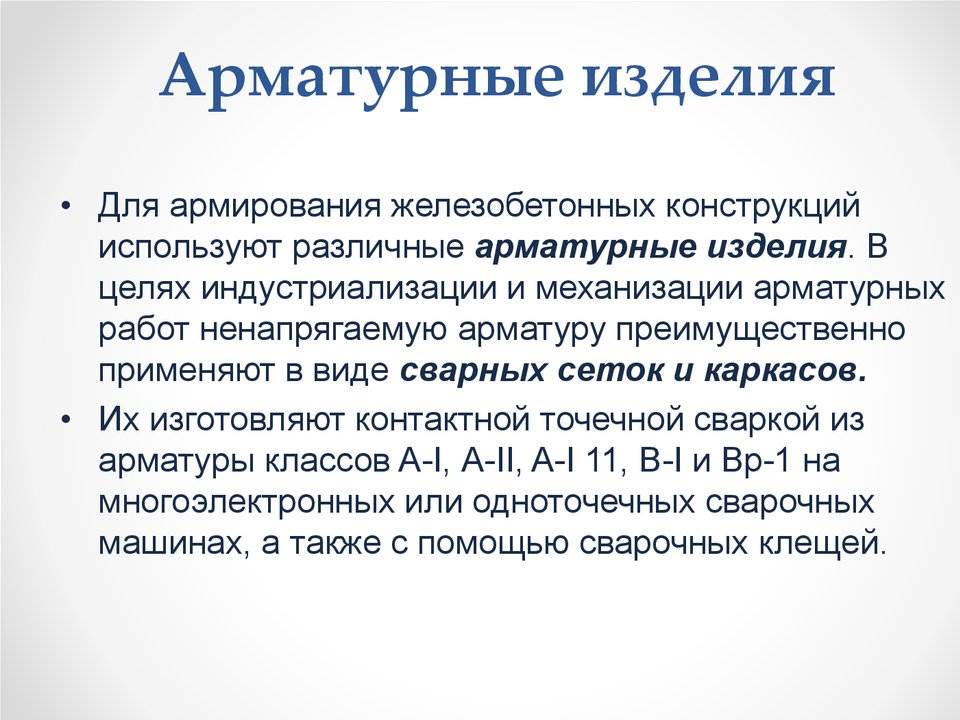 Арматурные изделия
• Для армирования железобетонных конструкций
используют различные арматурные изделия. В
целях индустриализации и механизации арматурных
работ ненапрягаемую арматуру преимущественно
применяют в виде сварных сеток и каркасов.
• Их изготовляют контактной точечной сваркой из
арматуры классов A-I, A-II, A-I 11, B-I и Вр-1 на
многоэлектронных или одноточечных сварочных
машинах, а также с помощью сварочных клещей.